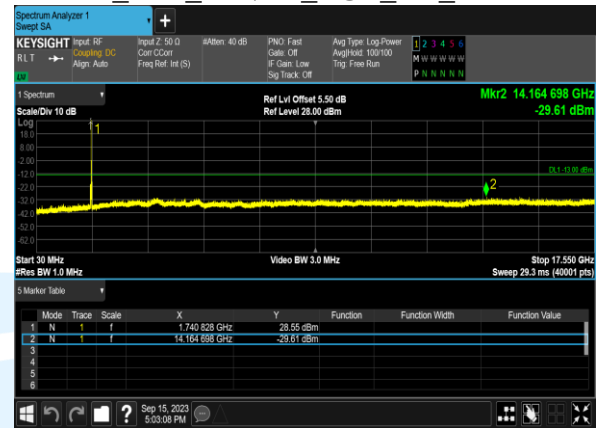 Spectrum Analyzer 1
Swept SA
KEYSIGHT
RLT
Input: RF
Coupling: DC
Align: Auto
Input Z: 50 Ω
Corr CCorr
Freq Ref: Int (S)
#Atten: 40 dB
PNO: Fast
Gate: Off
IF Gain: Low
Sig Track: Off
Avg Type: Log-Power
Avg|Hold: 100/100
Trig: Free Run
1 2 3 4 5 6
M W W W W W
P N N N N N
1 Spectrum
Scale/Div 10 dB
Ref Lvl Offset 5.50 dB
Ref Level 28.00 dBm
Mkr2 14.164 698 GHz
-29.61 dBm
Log
1
18.0
8.00
-2.00
-12.0
DL1 -13.00 dBm
-22.0
2
-32.0
-42.0
-52.0
-62.0
Start 30 MHz
Video BW 3.0 MHz
Stop 17.550 GHz
#Res BW 1.0 MHz
Sweep 29.3 ms (40001 pts)
5 Marker Table
Mode Trace Scale X Y Function Function Width Function Value
1 N 1 f 1.740 828 GHz 28.55 dBm
2 N 1 f 14.164 698 GHz -29.61 dBm
3
4
5
6
?
Sep 15, 2023
5:03:08 PM